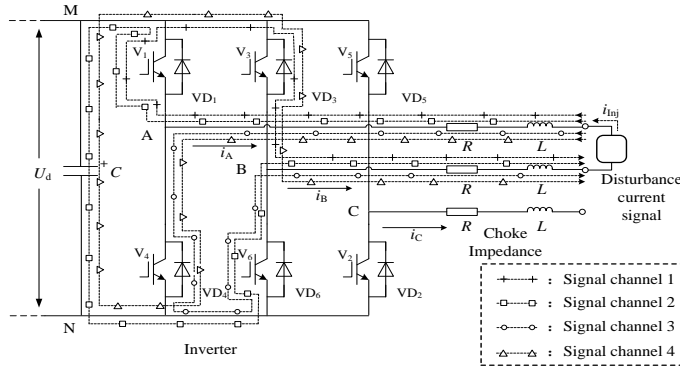 M
V1
V3
V5
VD1
VD3
VD5
iInj
A
iA
R
L
Ud
C
B
iB
R
L
Disturbance
current
signal
C
iC
R
L
Choke
Impedance
V4
V6
V2
VD4
VD6
VD2
N
Inverter
: Signal channel 1
: Signal channel 2
: Signal channel 3
: Signal channel 4